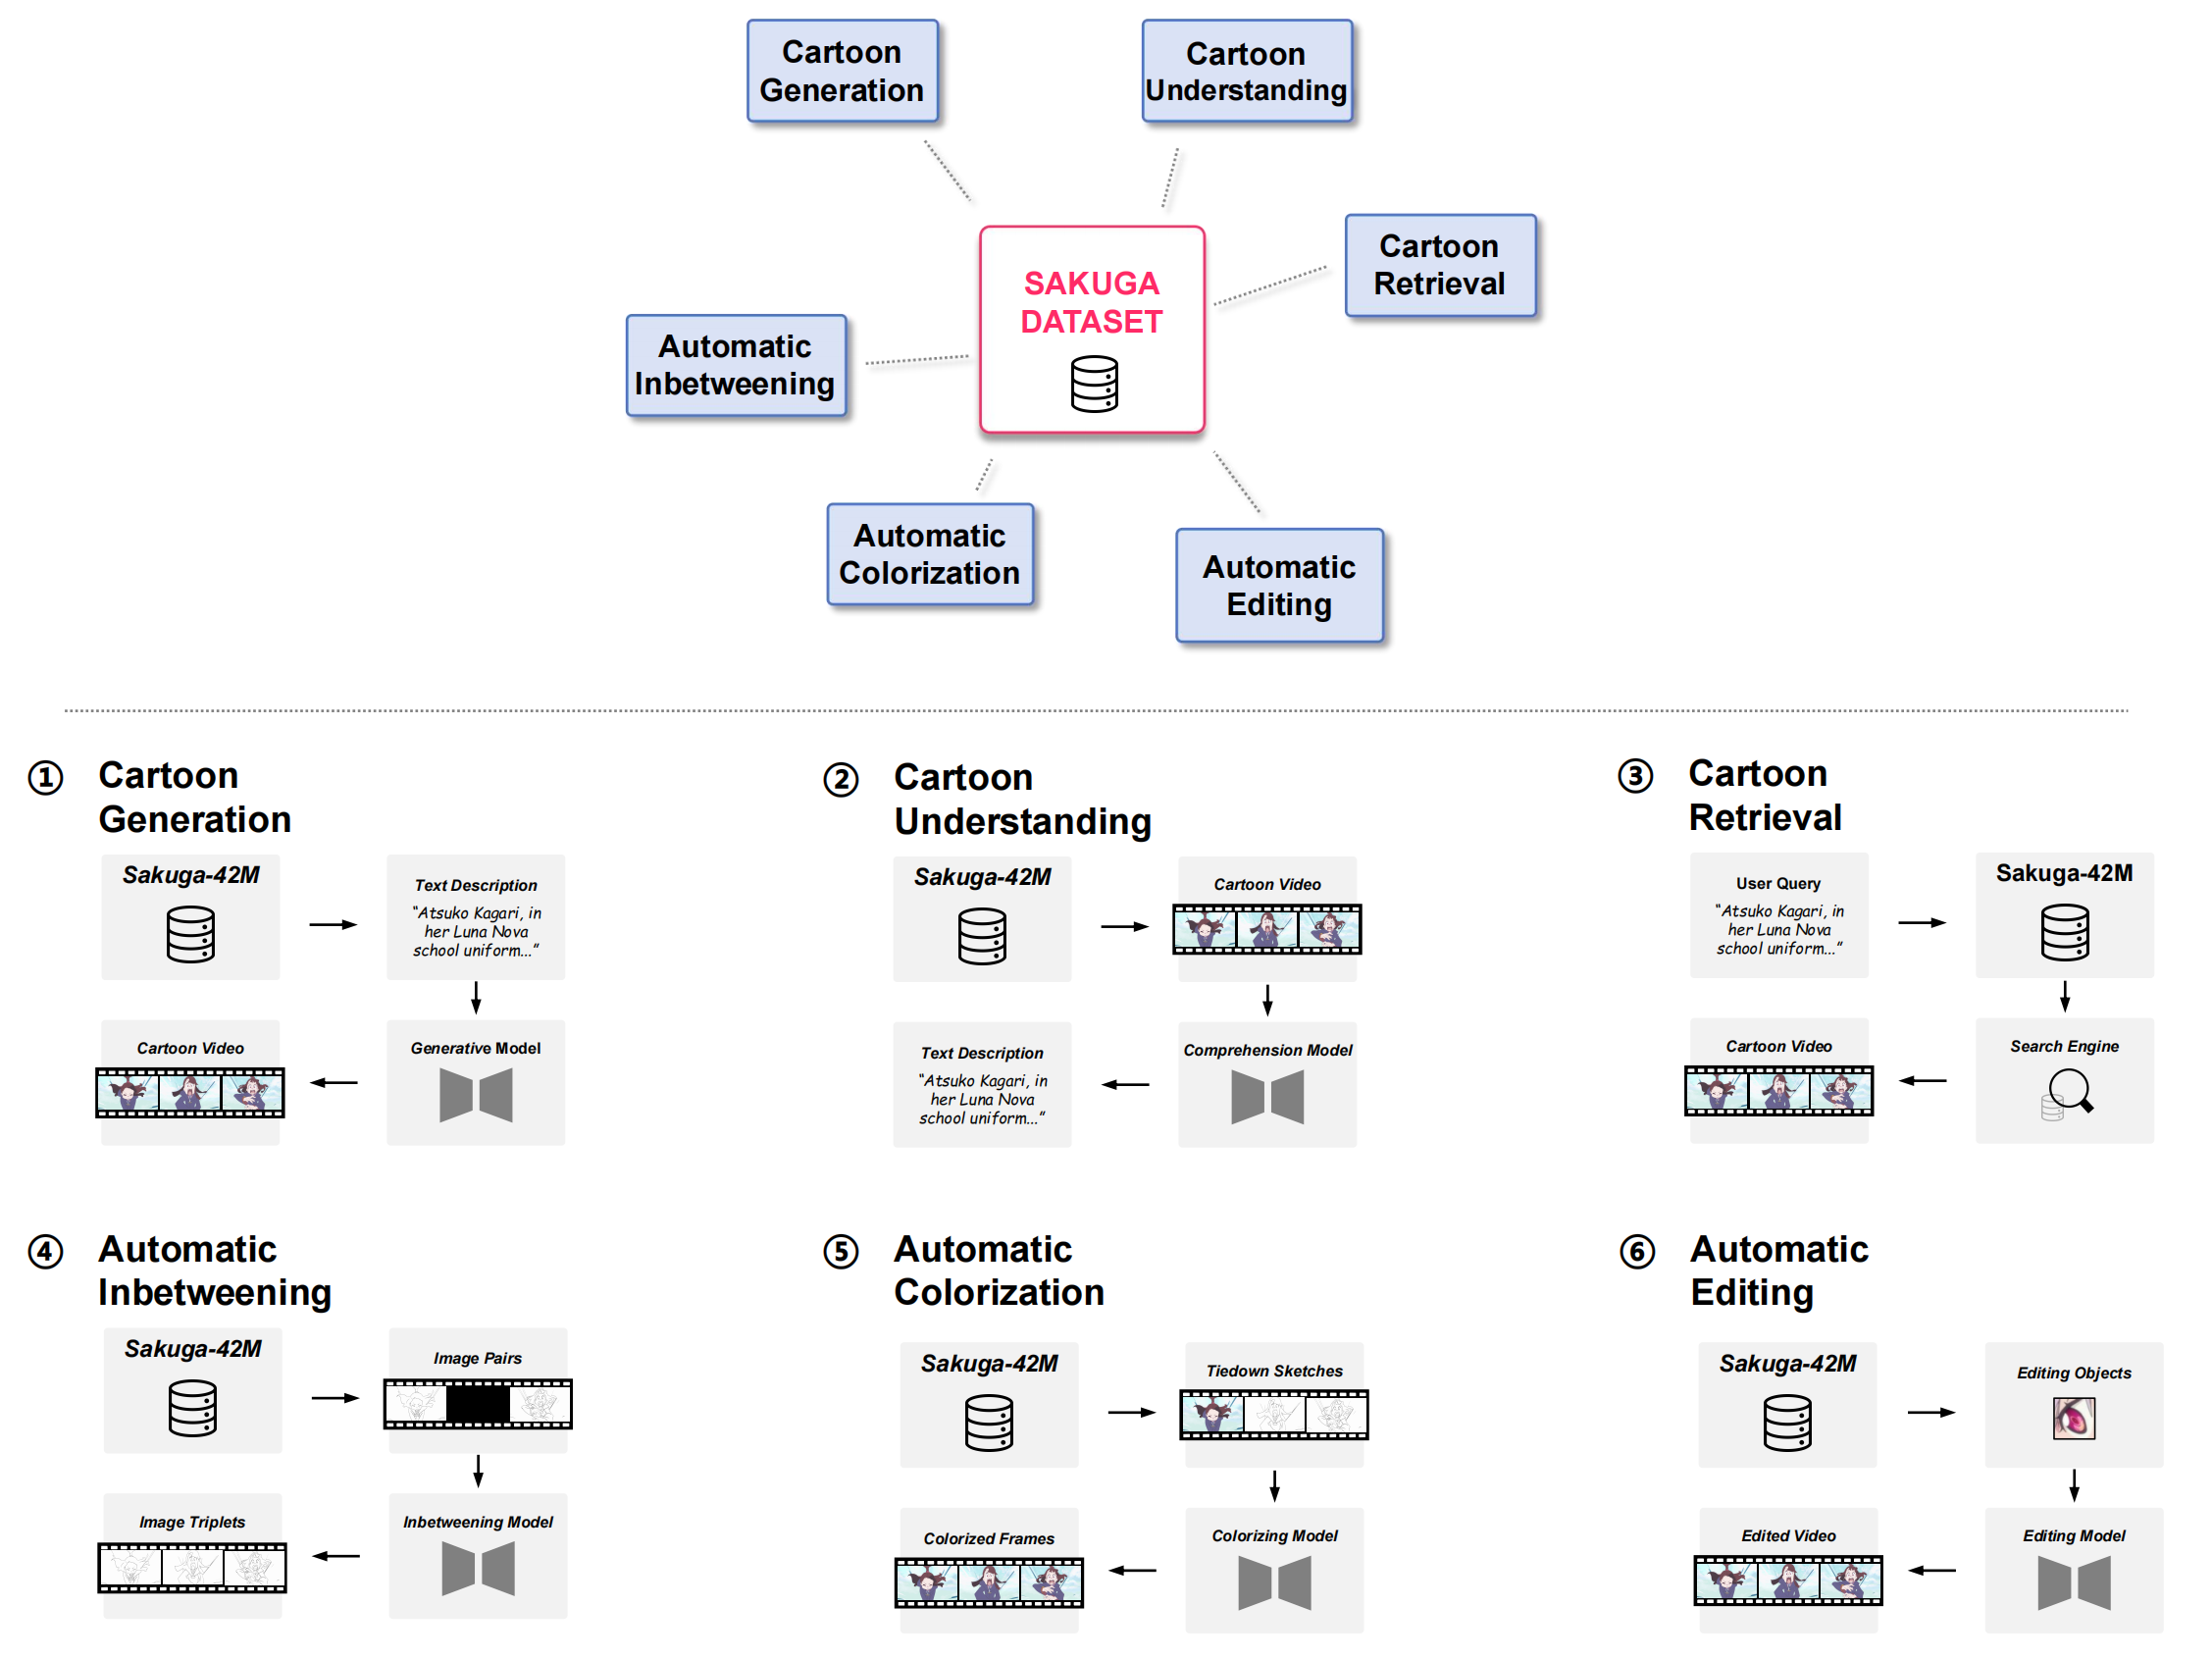 Cartoon
Generation
Cartoon
Understanding
Cartoon
Retrieval
SAKUGA
DATASET
Automatic
Inbetweening
Automatic
Colorization
Automatic
Editing
① Cartoon
Generation
Sakuga-42M
Text Description
“Atsuko Kagari, in
her Luna Nova
school uniform...”
Cartoon Video
Generative Model
② Cartoon
Understanding
Sakuga-42M
Cartoon Video
Text Description
“Atsuko Kagari, in
her Luna Nova
school uniform...”
Comprehension Model
③ Cartoon
Retrieval
User Query
“Atsuko Kagari, in
her Luna Nova
school uniform...”
Sakuga-42M
Cartoon Video
Search Engine
④ Automatic
Inbetweening
Sakuga-42M
Image Pairs
Image Triplets
Inbetweening Model
⑤ Automatic
Colorization
Sakuga-42M
Tiedown Sketches
Colorized Frames
Colorizing Model
⑥ Automatic
Editing
Sakuga-42M
Editing Objects
Edited Video
Editing Model